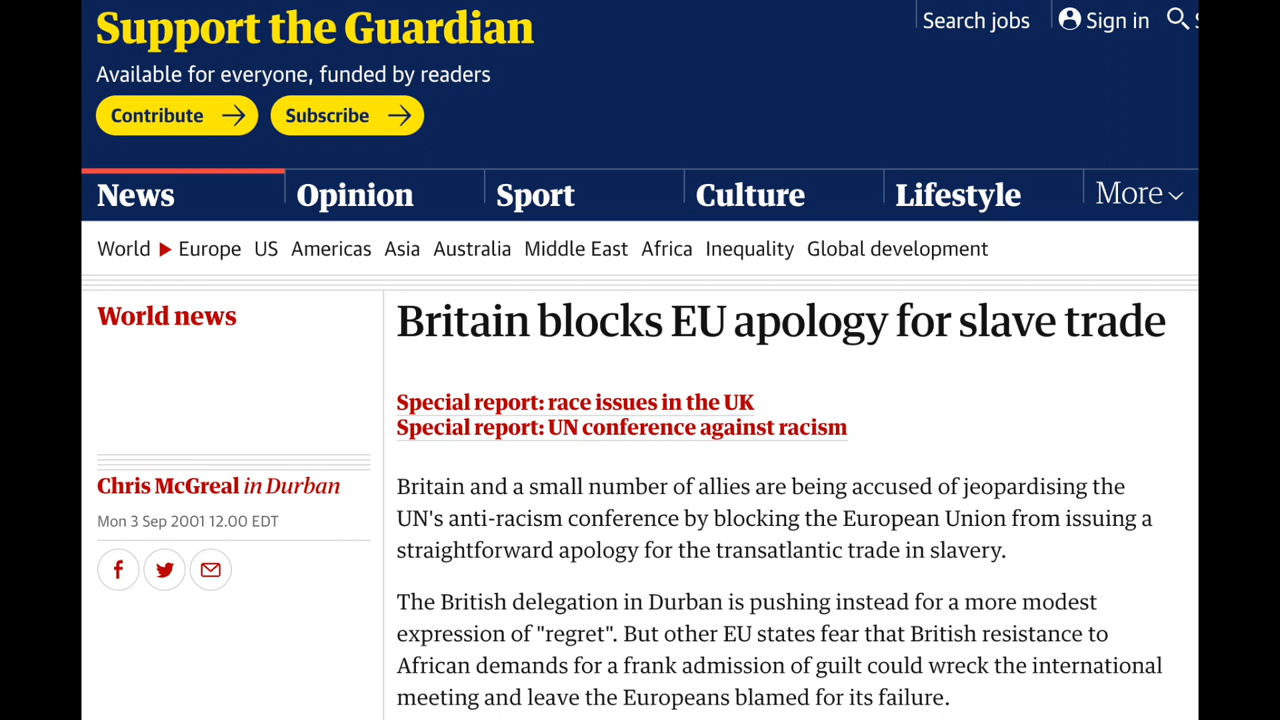 Support the Guardian
Available for everyone, funded by readers
Contribute
Subscribe
Search jobs
Sign in
News
Opinion
Sport
Culture
Lifestyle
More
World
Europe
US
Americas
Asia
Australia
Middle East
Africa
Inequality
Global development
World news
Britain blocks EU apology for slave trade
Special report: race issues in the UK
Special report: UN conference against racism
Chris McGreal in Durban
Mon 3 Sep 2001 12.00 EDT
Britain and a small number of allies are being accused of jeopardising the
UN's anti-racism conference by blocking the European Union from issuing a
straightforward apology for the transatlantic trade in slavery.
The British delegation in Durban is pushing instead for a more modest
expression of "regret". But other EU states fear that British resistance to
African demands for a frank admission of guilt could wreck the international
meeting and leave the Europeans blamed for its failure.